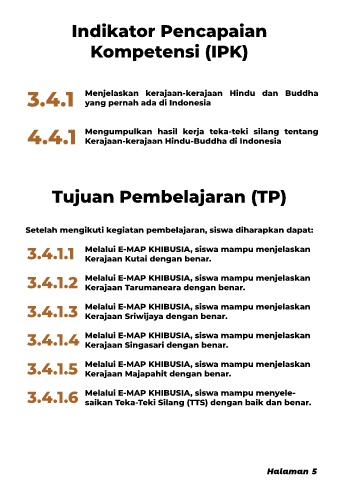 Indikator Pencapaian
Kompetensi (IPK)
3.4.1 Menjelaskan kerajaan-kerajaan Hindu dan Buddha
yang pernah ada di Indonesia
4.4.1 Mengumpulkan hasil kerja teka-teki silang tentang
Kerajaan-kerajaan Hindu-Buddha di Indonesia
Tujuan Pembelajaran (TP)
Setelah mengikuti kegiatan pembelajaran, siswa diharapkan dapat:
3.4.1.1 Melalui E-MAP KHIBUSIA, siswa mampu menjelaskan
Kerajaan Kutai dengan benar.
3.4.1.2 Melalui E-MAP KHIBUSIA, siswa mampu menjelaskan
Kerajaan Tarumaneara dengan benar.
3.4.1.3 Melalui E-MAP KHIBUSIA, siswa mampu menjelaskan
Kerajaan Sriwijaya dengan benar.
3.4.1.4 Melalui E-MAP KHIBUSIA, siswa mampu menjelaskan
Kerajaan Singasari dengan benar.
3.4.1.5 Melalui E-MAP KHIBUSIA, siswa mampu menjelaskan
Kerajaan Majapahit dengan benar.
3.4.1.6 Melalui E-MAP KHIBUSIA, siswa mampu menyele-
saikan Teka-Teki Silang (TTS) dengan baik dan benar.
Halaman 5